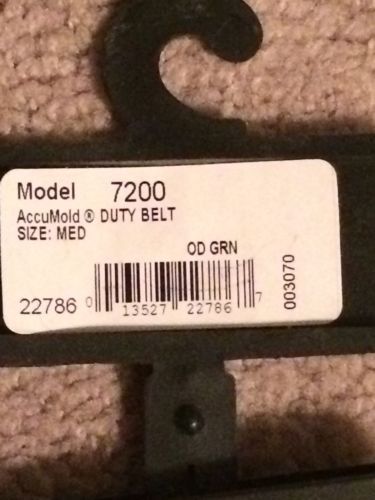 Model 7200
AccuMold ® DUTY BELT
SIZE: MED
OD GRN
22786
0 13527 22786 7
003070